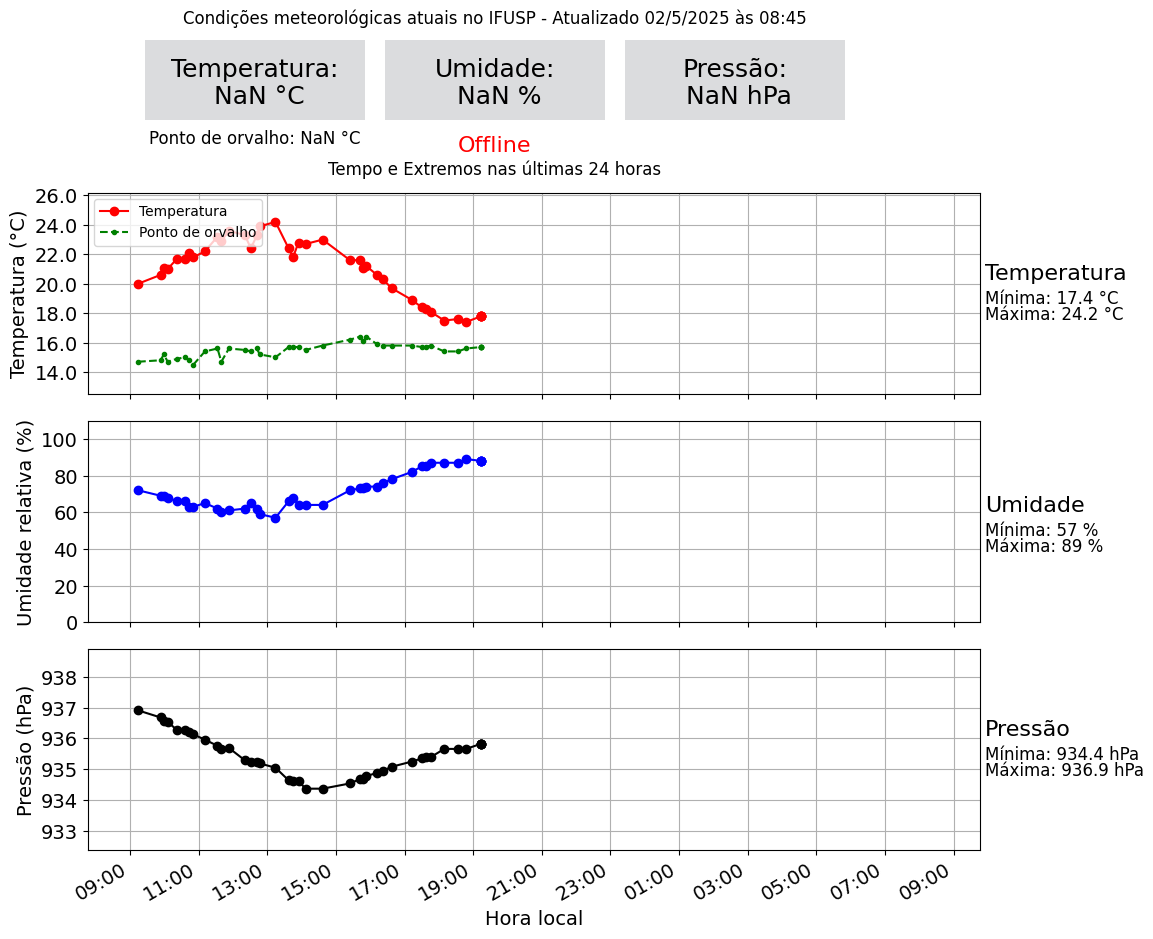 Condições meteorológicas atuais no IFUSP - Atualizado 02/5/2025 às 08:45
Temperatura:
NaN °C
Umidade:
NaN %
Pressão:
NaN hPa
Ponto de orvalho: NaN °C
Offline
Tempo e Extremos nas últimas 24 horas
Temperatura (°C)
26.0
24.0
22.0
20.0
18.0
16.0
14.0
Temperatura
Ponto de orvalho
Temperatura
Mínima: 17.4 °C
Máxima: 24.2 °C
Umidade relativa (%)
100
80
60
40
20
0
Umidade
Mínima: 57 %
Máxima: 89 %
Pressão (hPa)
938
937
936
935
934
933
Pressão
Mínima: 934.4 hPa
Máxima: 936.9 hPa
09:00
11:00
13:00
15:00
17:00
19:00
21:00
23:00
01:00
03:00
05:00
07:00
09:00
Hora local